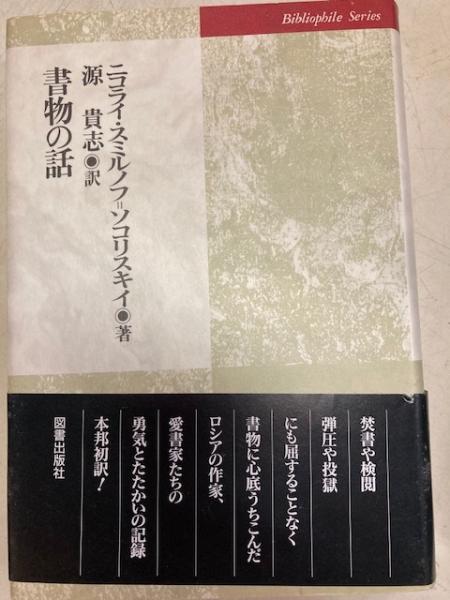 Bibliophile Series
ニコライ・スミルノフ=ソコリスキイ◉著
源 貴志◉訳
書物の話
焚書や検閲
弾圧や投獄
にも屈することなく
書物に心底うちこんだ
ロシアの作家、
愛書家たちの
勇気とたたかいの記録
本邦初訳!
図書出版社